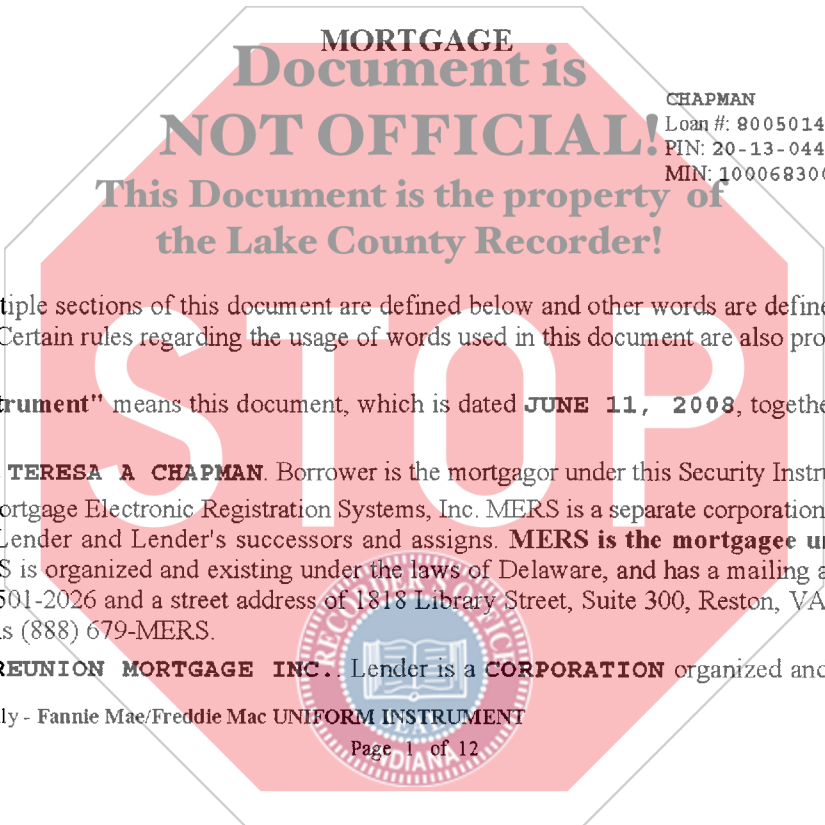 MORTGAGE
Document is
NOT OFFICIAL!
This Document is the property of
the Lake County Recorder!
CHAPMAN
Loan #: 8005014
PIN: 20-13-044
MIN: 10006830
tiple sections of this document are defined below and other words are define
Certain rules regarding the usage of words used in this document are also pro
trument" means this document, which is dated JUNE 11, 2008, togethe
TERESA A CHAPMAN. Borrower is the mortgagor under this Security Instru
ortgage Electronic Registration Systems, Inc. MERS is a separate corporation
Lender and Lender's successors and assigns. MERS is the mortgagee un
S is organized and existing under the laws of Delaware, and has a mailing a
501-2026 and a street address of 1818 Library Street, Suite 300, Reston, VA
s (888) 679-MERS.
REUNION MORTGAGE INC.. Lender is a CORPORATION organized and
ly - Fannie Mae/Freddie Mac UNIFORM INSTRUMENT
Page 1 of 12
STOP
RECORDER'S OFFICE
SEAL
INDIANA